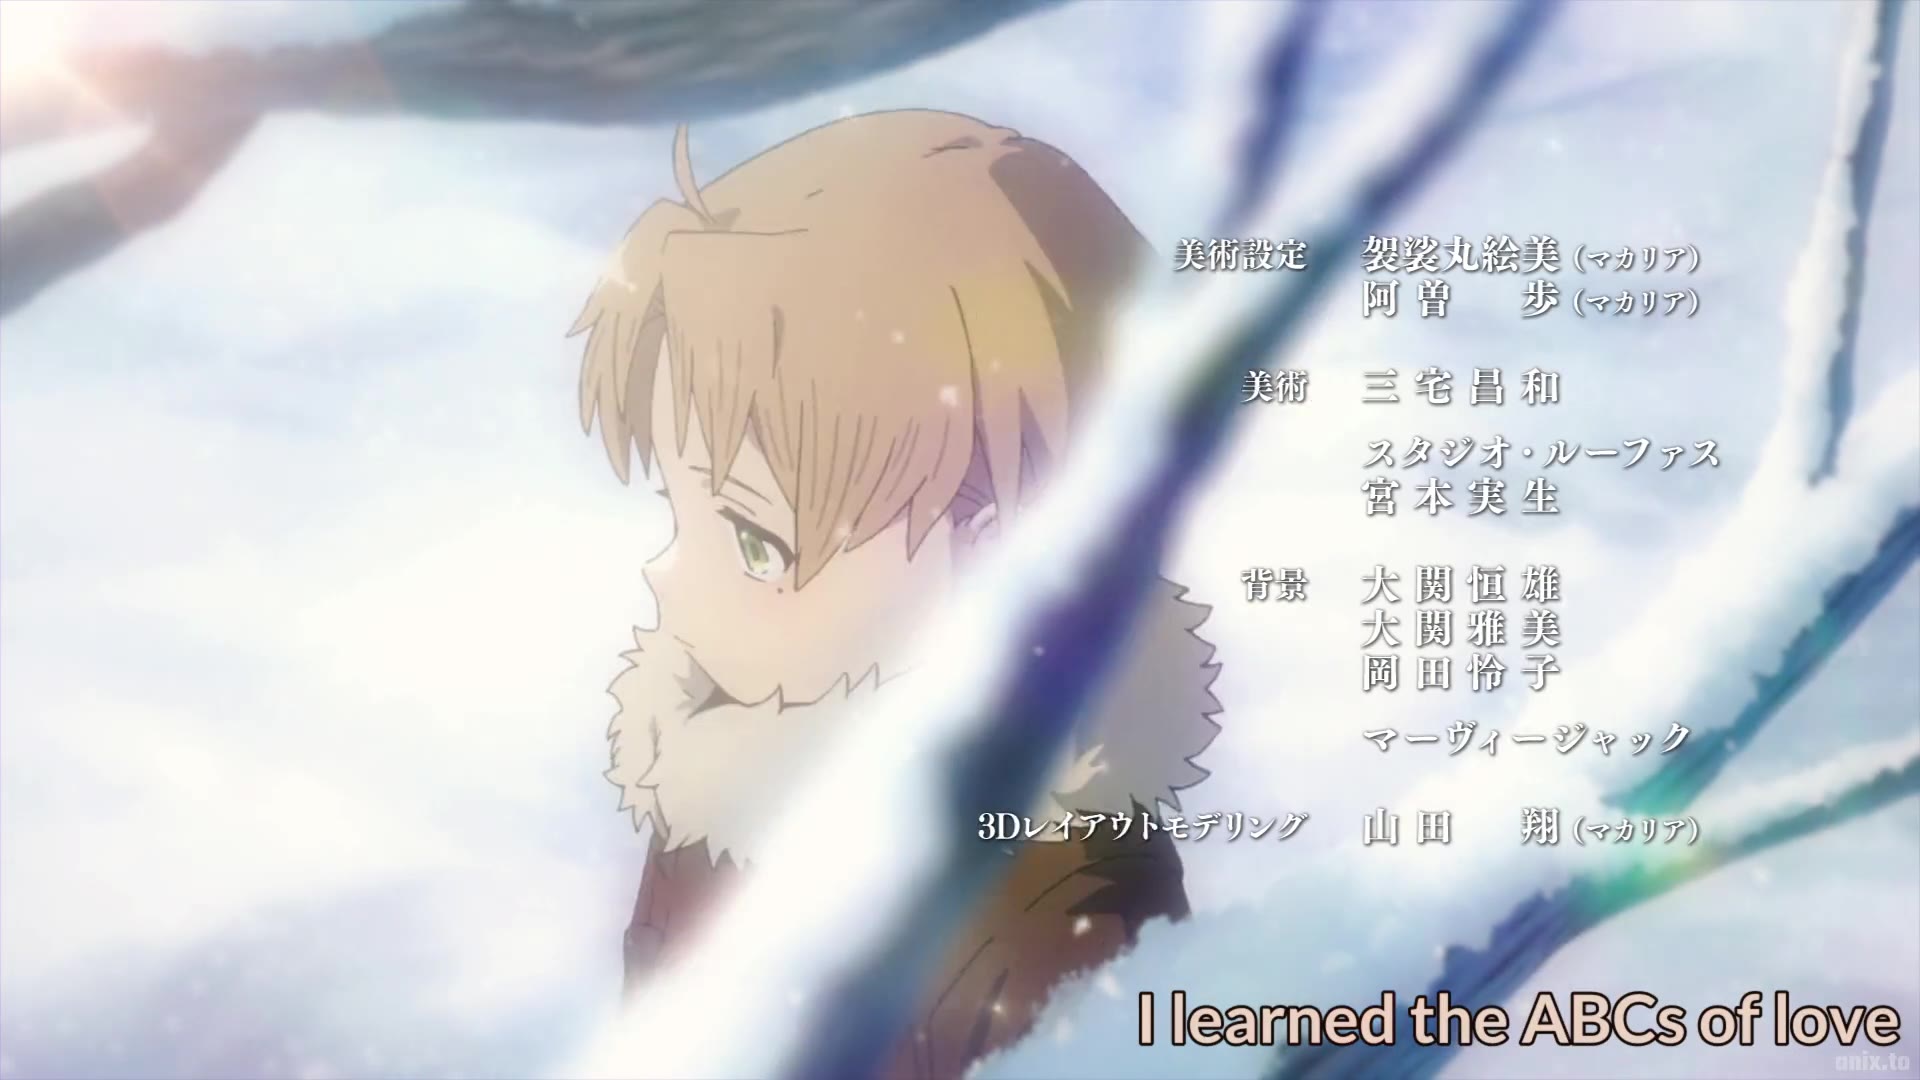 美術設定 袈裟丸絵美(マカリア)
阿曽 歩(マカリア)
美術 三宅昌和
スタジオ・ルーファス
宮本実生
背景 大関恒雄
大関雅美
岡田怜子
マーヴィージャック
3Dレイアウトモデリング 山田 翔(マカリア)
I learned the ABCs of love
anix.to